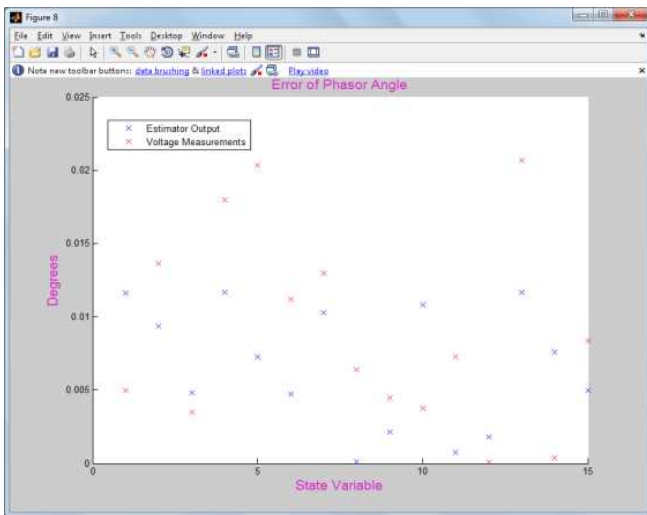 Figure 8
File Edit View Insert Tools Desktop Window Help
Note new toolbar buttons: data brushing & linked plots Play video
Error of Phasor Angle
0.025
Estimator Output
Voltage Measurements
0.02
0.015
Degrees
0.01
0.005
0
0 5 10 15
State Variable